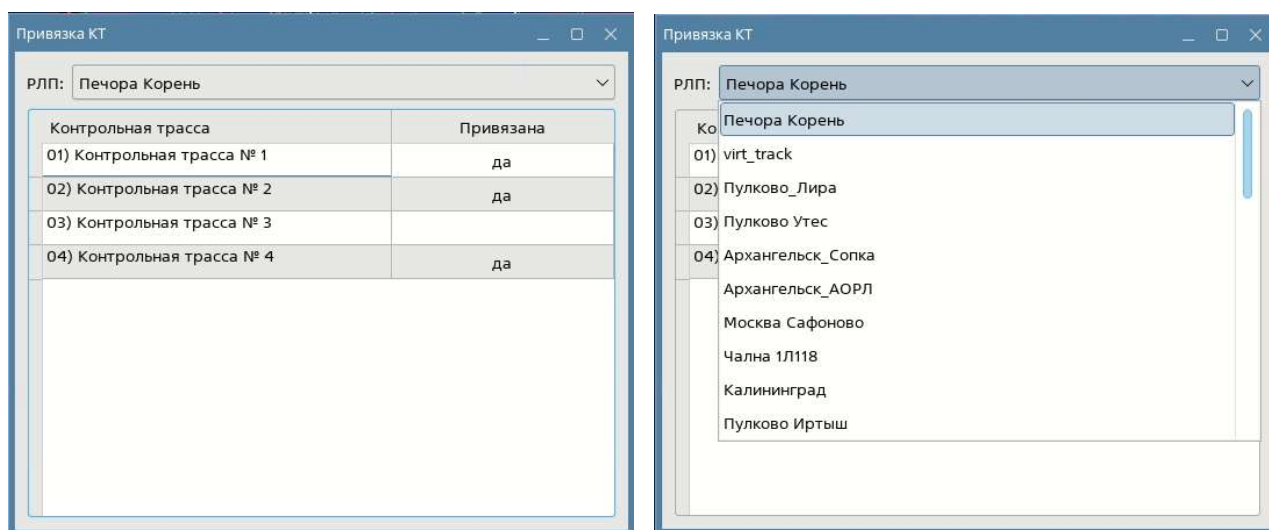 Привязка КТ
РЛП: Печора Корень
Контрольная трасса Привязана
01) Контрольная трасса № 1 да
02) Контрольная трасса № 2 да
03) Контрольная трасса № 3
04) Контрольная трасса № 4 да
Привязка КТ
РЛП: Печора Корень
Ко Печора Корень
01) virt_track
02) Пулково_Лира
03) Пулково Утес
04) Архангельск_Сопка
Архангельск_АОРЛ
Москва Сафоново
Чална 1Л118
Калининград
Пулково Иртыш